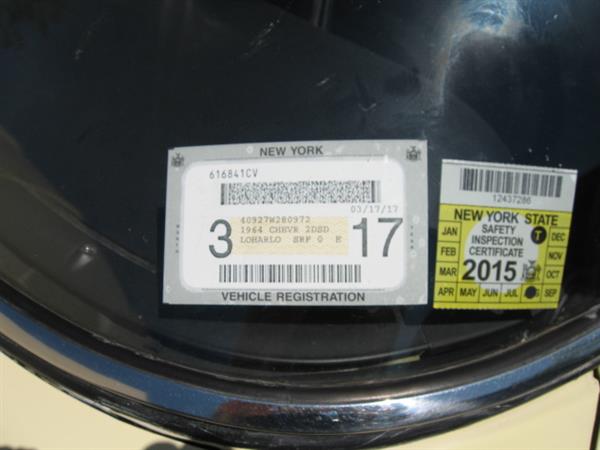 NEW YORK
616841CV
03/17/17
3
40927W280972
1964 CHEVR 2DSD
LOHARLO SRF 0 E
17
VEHICLE REGISTRATION
12437286
NEW YORK STATE
SAFETY
INSPECTION
CERTIFICATE
T
2015
JAN
FEB
MAR
APR MAY JUN JUL
SEP
OCT
NOV
DEC